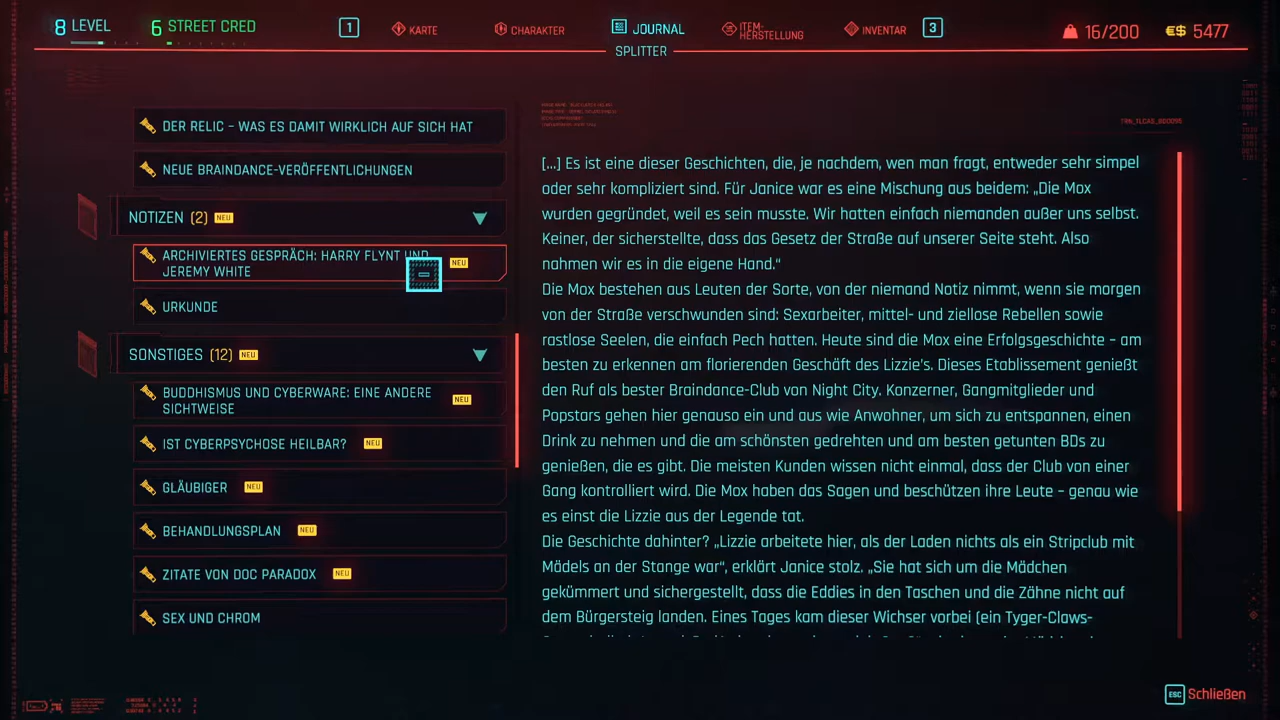 8 LEVEL
6 STREET CRED
1
KARTE
CHARAKTER
JOURNAL
ITEM-
HERSTELLUNG
INVENTAR
3
16/200
€$ 5477
SPLITTER
DER RELIC – WAS ES DAMIT WIRKLICH AUF SICH HAT
NEUE BRAINDANCE-VERÖFFENTLICHUNGEN
NOTIZEN (2) NEU
ARCHIVIERTES GESPRÄCH: HARRY FLYNT UND
JEREMY WHITE
NEU
URKUNDE
SONSTIGES (12) NEU
BUDDHISMUS UND CYBERWARE: EINE ANDERE
SICHTWEISE
NEU
IST CYBERPSYCHOSE HEILBAR? NEU
GLÄUBIGER NEU
BEHANDLUNGSPLAN NEU
ZITATE VON DOC PARADOX NEU
SEX UND CHROM
[...] Es ist eine dieser Geschichten, die, je nachdem, wen man fragt, entweder sehr simpel
oder sehr kompliziert sind. Für Janice war es eine Mischung aus beidem: „Die Mox
wurden gegründet, weil es sein musste. Wir hatten einfach niemanden außer uns selbst.
Keiner, der sicherstellte, dass das Gesetz der Straße auf unserer Seite steht. Also
nahmen wir es in die eigene Hand.“
Die Mox bestehen aus Leuten der Sorte, von der niemand Notiz nimmt, wenn sie morgen
von der Straße verschwunden sind: Sexarbeiter, mittel- und ziellose Rebellen sowie
rastlose Seelen, die einfach Pech hatten. Heute sind die Mox eine Erfolgsgeschichte – am
besten zu erkennen am florierenden Geschäft des Lizzie's. Dieses Etablissement genießt
den Ruf als bester Braindance-Club von Night City. Konzerner, Gangmitglieder und
Popstars gehen hier genauso ein und aus wie Anwohner, um sich zu entspannen, einen
Drink zu nehmen und die am schönsten gedrehten und am besten getunten BDs zu
genießen, die es gibt. Die meisten Kunden wissen nicht einmal, dass der Club von einer
Gang kontrolliert wird. Die Mox haben das Sagen und beschützen ihre Leute – genau wie
es einst die Lizzie aus der Legende tat.
Die Geschichte dahinter? „Lizzie arbeitete hier, als der Laden nichts als ein Stripclub mit
Mädels an der Stange war“, erklärt Janice stolz. „Sie hat sich um die Mädchen
gekümmert und sichergestellt, dass die Eddies in den Taschen und die Zähne nicht auf
dem Bürgersteig landen. Eines Tages kam dieser Wichser vorbei (ein Tyger-Claws-
ESC Schließen